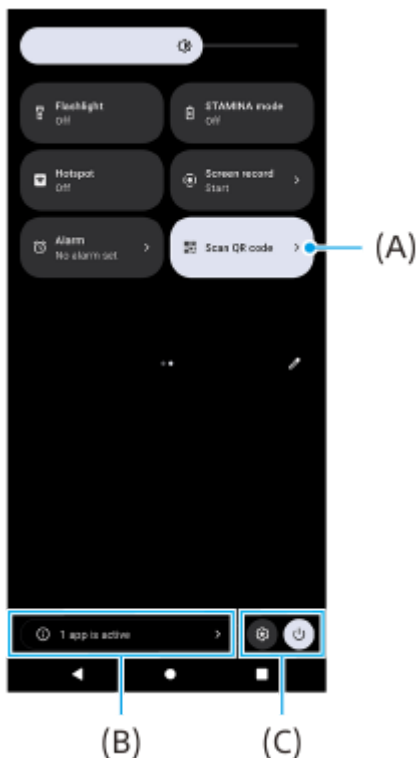 Flashlight
Off
STAMINA mode
Off
Hotspot
Off
Screen record
Start
Alarm
No alarm set
Scan QR code
(A)
1 app is active
(B)
(C)